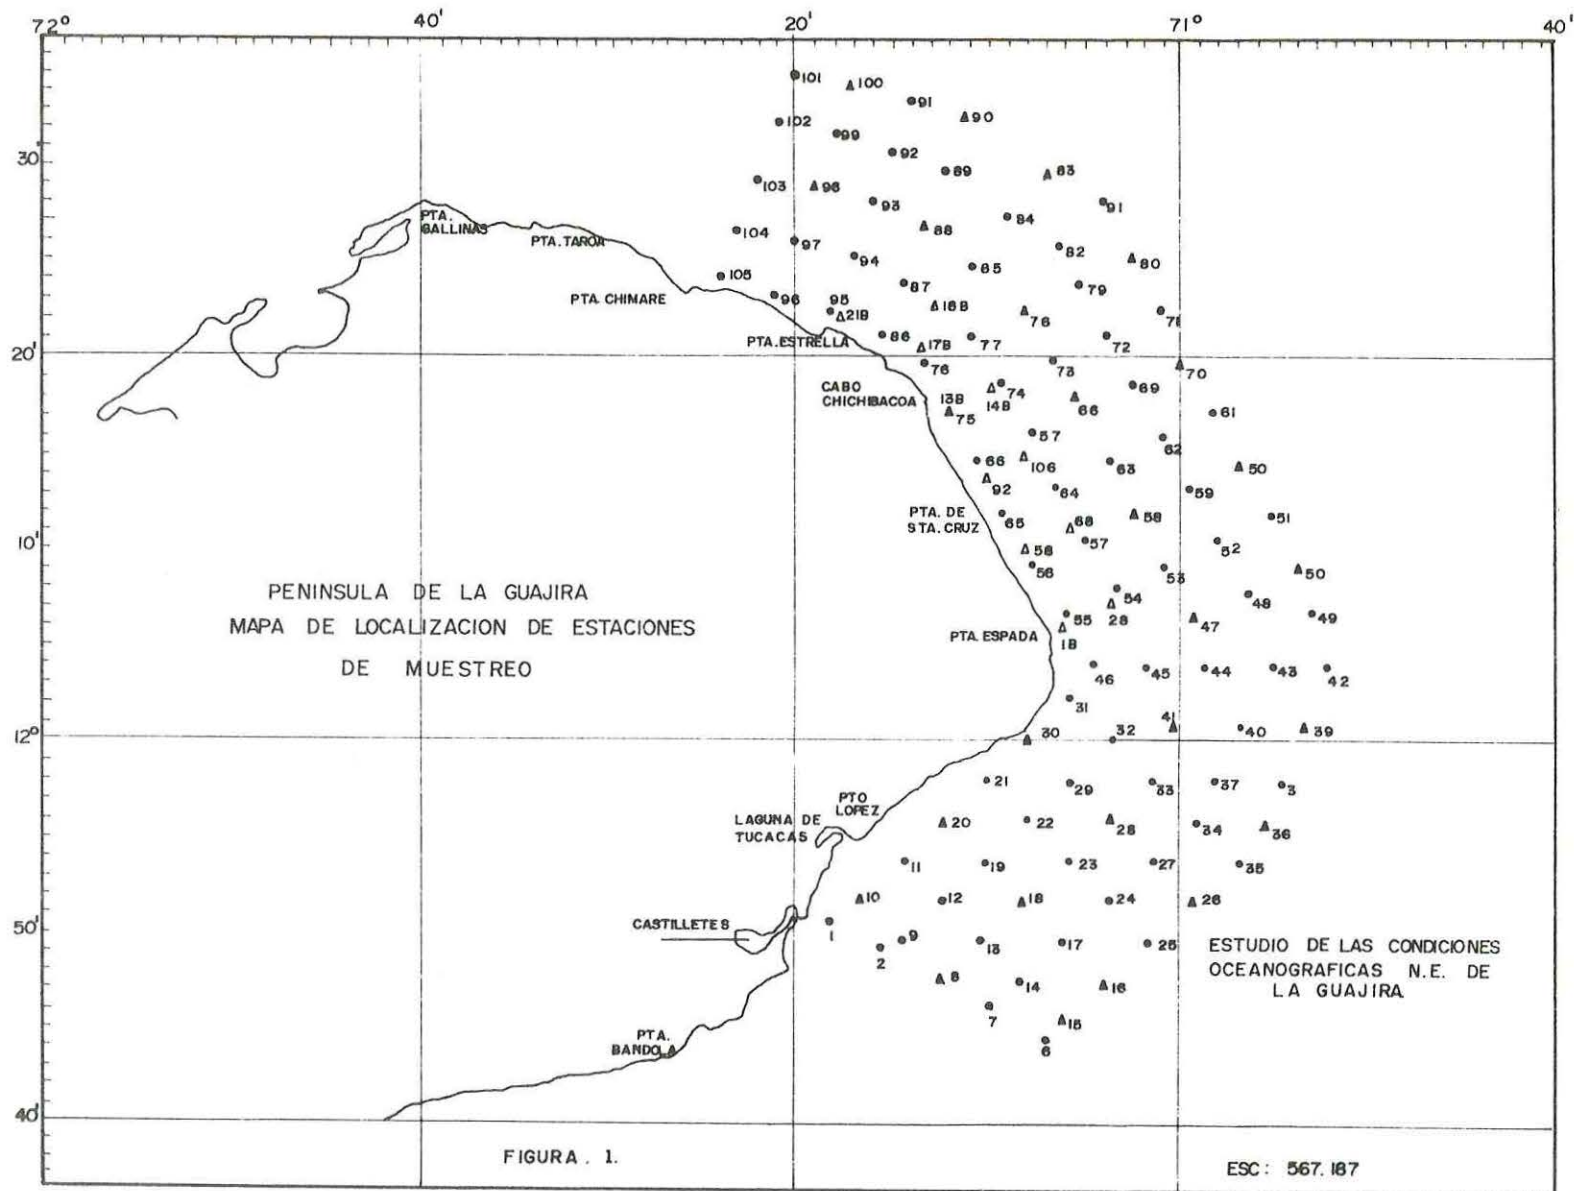 72° 40' 20' 71° 40'
101 100 91 90
102 99 92
30' 89 83
103 96 93 91
PTA. GALLINAS
88 84
PTA. TAROA
104 97 82
94 85 80
105 87 79
PTA. CHIMARE
96 95 21B 16B 76 71
PTA. ESTRELLA
86 17B 77 72
20'
76 73 70
CABO CHICHIBACOA
13B 75 14B 74 66 69 61
57 62
66 106 63 50
92 64 59
PTA. DE STA. CRUZ
65 68 58 51
10'
58 57 52
56 53 50
PENINSULA DE LA GUAJIRA
54 48
MAPA DE LOCALIZACION DE ESTACIONES
55 28 47 49
PTA. ESPADA
1B
DE MUESTREO
46 45 44 43 42
31
12°
30 32 41 40 39
21 29 33 37 3
PTO LOPEZ
LAGUNA DE TUCACAS
20 22 28 34 36
11 19 23 27 35
10 12 18 24 26
50'
CASTILLETES
1 2 9 13 17 25
ESTUDIO DE LAS CONDICIONES
OCEANOGRAFICAS N.E. DE
LA GUAJIRA
8 14 16
7 15
PTA. BANDOLA
6
40'
FIGURA . 1.
ESC: 567.187